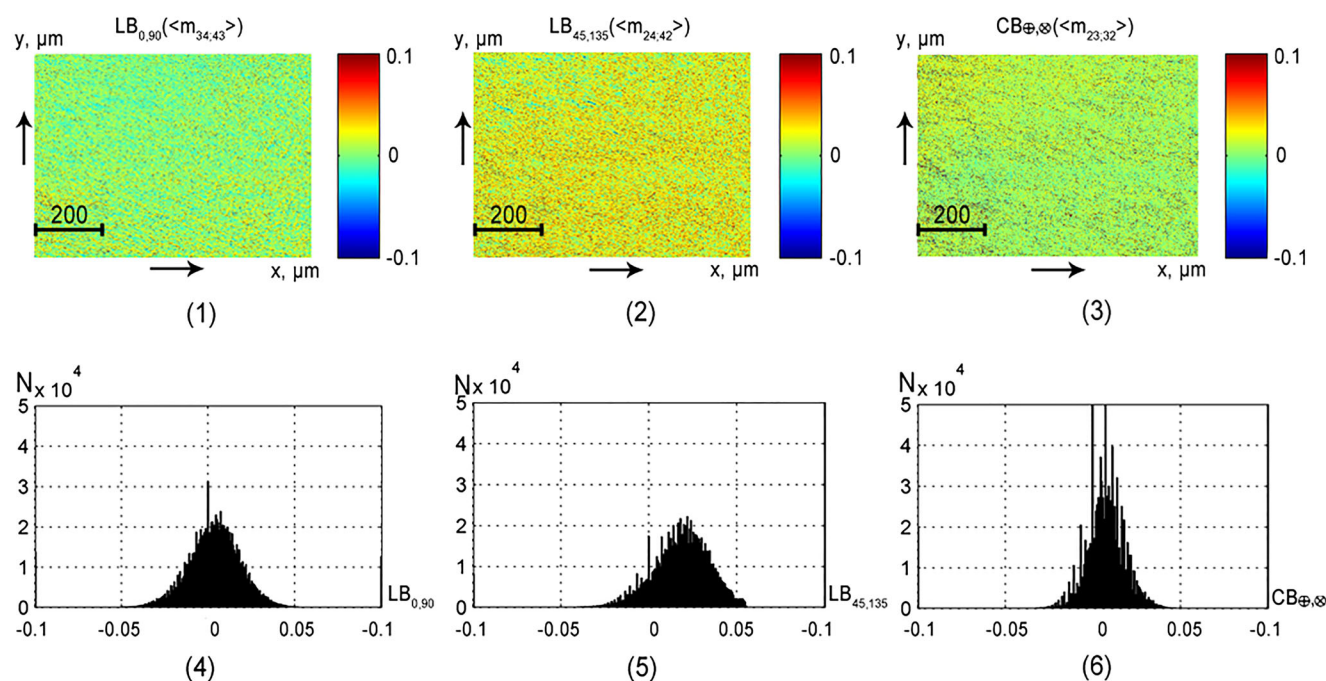 LB0,90(<m34;43>)
y, µm
0.1
0
-0.1
200
x, µm
(1)
LB45,135(<m24;42>)
y, µm
0.1
0
-0.1
200
x, µm
(2)
CB⊕,⊗(<m23;32>)
y, µm
0.1
0
-0.1
200
x, µm
(3)
N x 10 4
5
4
3
2
1
0
-0.1 -0.05 0 0.05 -0.1
LB0,90
(4)
N x 10 4
5
4
3
2
1
0
-0.1 -0.05 0 0.05 -0.1
LB45,135
(5)
N x 10 4
5
4
3
2
1
0
-0.1 -0.05 0 0.05 -0.1
CB⊕,⊗
(6)